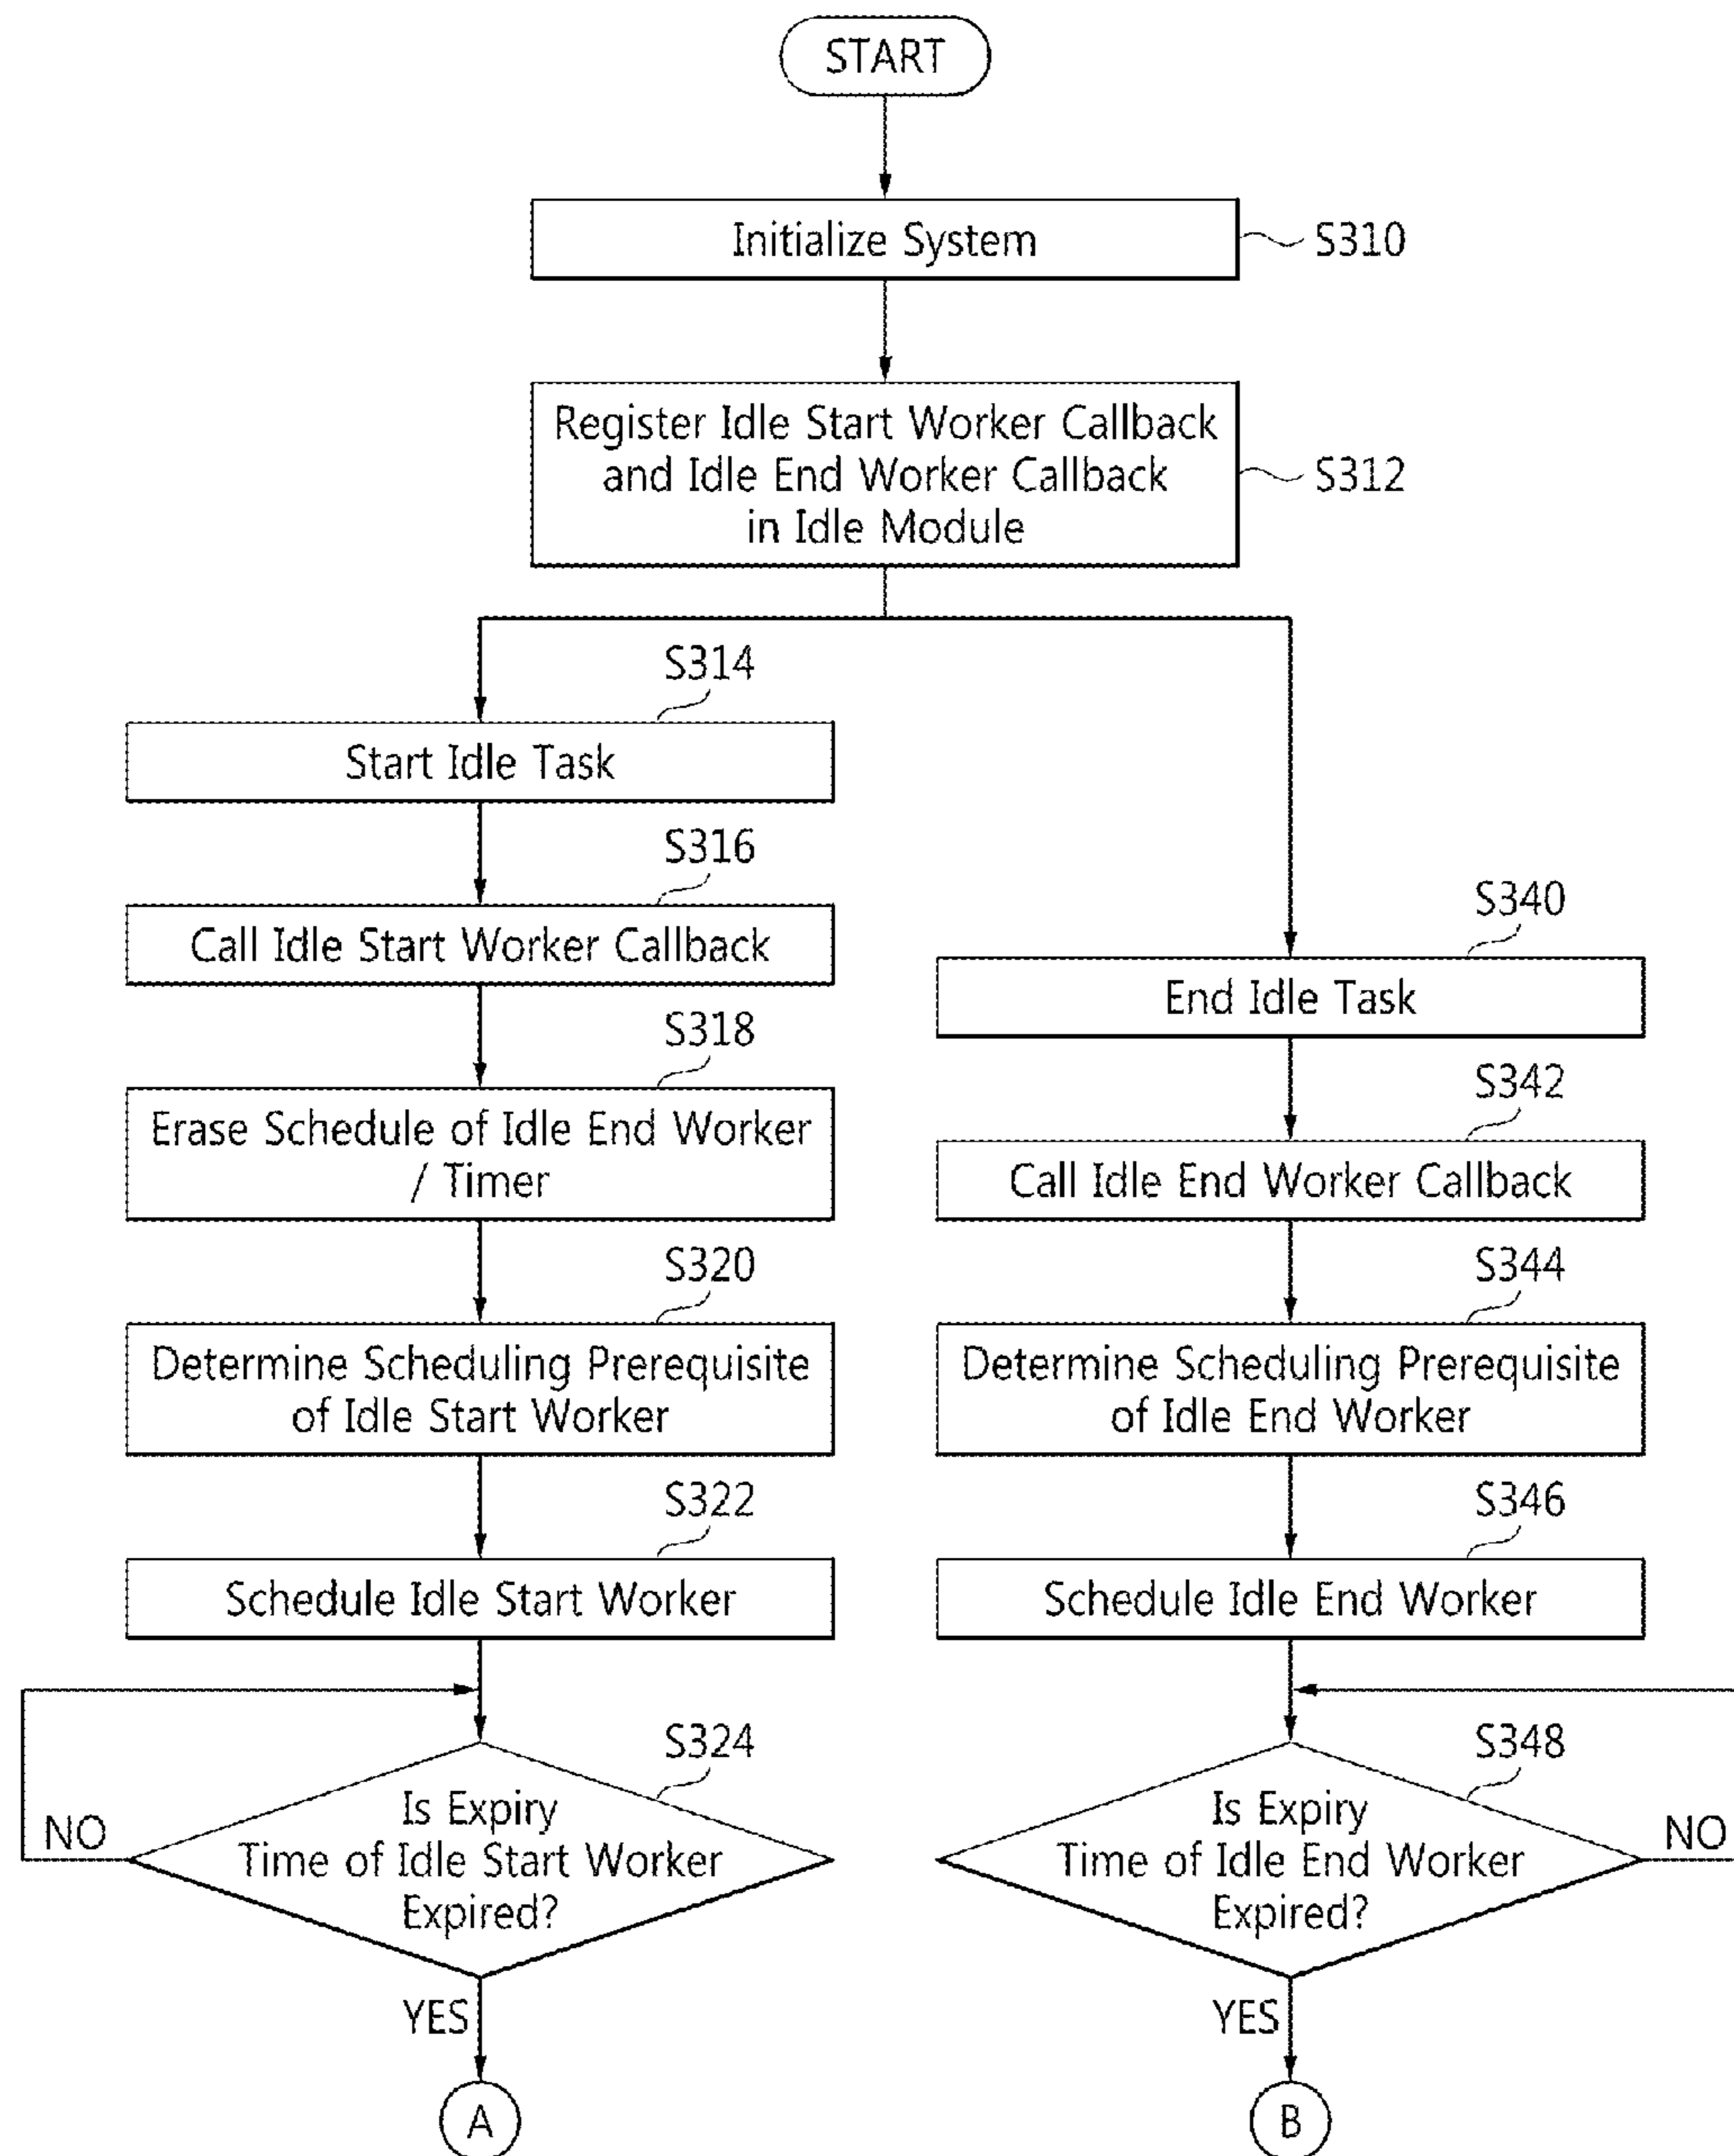 START
Initialize System
S310
Register Idle Start Worker Callback
and Idle End Worker Callback
in Idle Module
S312
S314
Start Idle Task
S316
Call Idle Start Worker Callback
S318
Erase Schedule of Idle End Worker
/ Timer
S320
Determine Scheduling Prerequisite
of Idle Start Worker
S322
Schedule Idle Start Worker
S324
Is Expiry
Time of Idle Start Worker
Expired?
NO
YES
A
S340
End Idle Task
S342
Call Idle End Worker Callback
S344
Determine Scheduling Prerequisite
of Idle End Worker
S346
Schedule Idle End Worker
S348
Is Expiry
Time of Idle End Worker
Expired?
NO
YES
B